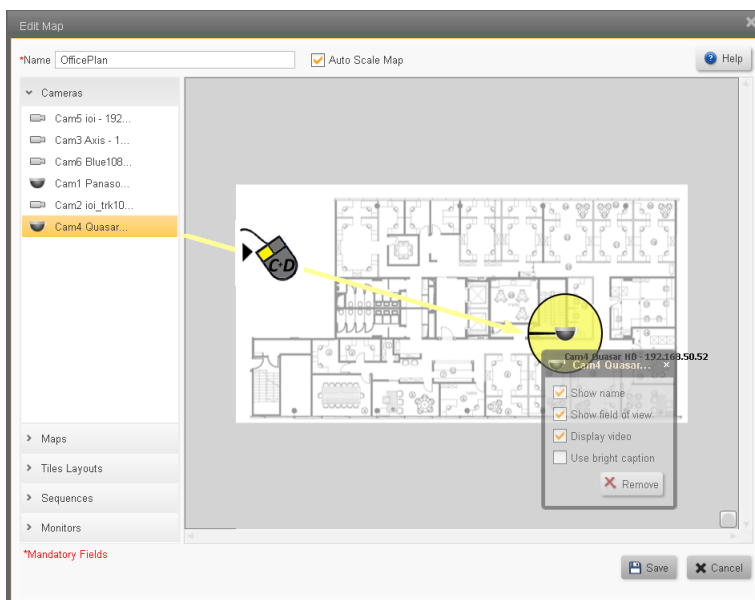 Edit Map
*Name OfficePlan Auto Scale Map Help
Cameras
Cam5 ioi - 192...
Cam3 Axis - 1...
Cam6 Blue108...
Cam1 Panaso...
Cam2 ioi_trk10...
Cam4 Quasar...
C+D
Cam4 Quasar HD - 192.168.50.52
Cam4 Quasar...
Show name
Show field of view
Display video
Use bright caption
Remove
Maps
Tiles Layouts
Sequences
Monitors
*Mandatory Fields
Save Cancel